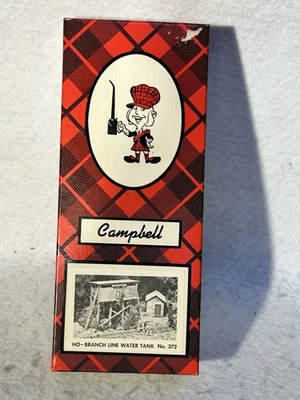 Campbell
HO-BRANCH LINE WATER TANK No. 372